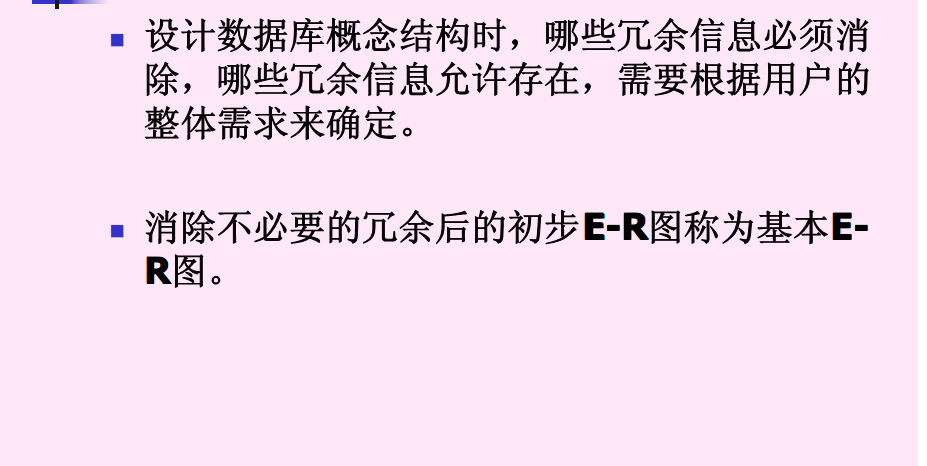 设计数据库概念结构时，哪些冗余信息必须消
除，哪些冗余信息允许存在，需要根据用户的
整体需求来确定。
消除不必要的冗余后的初步E-R图称为基本E-
R图。